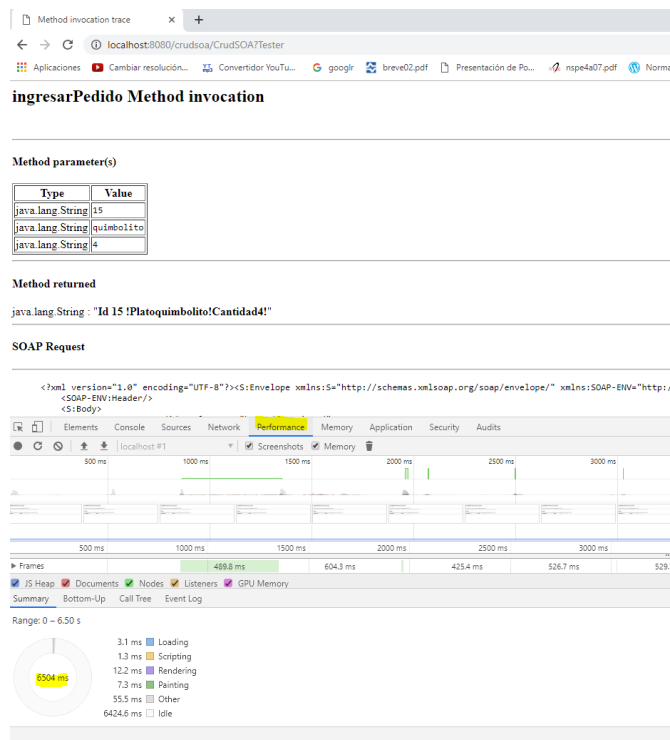 Method invocation trace × +
localhost:8080/crudsoa/CrudSOA?Tester
Aplicaciones Cambiar resolución... Convertidor YouTu... googlr breve02.pdf Presentación de Po... nspe4a07.pdf Norma
ingresarPedido Method invocation
Method parameter(s)
Type Value
java.lang.String 15
java.lang.String quimbolito
java.lang.String 4
Method returned
java.lang.String : "Id 15 !Platoquimbolito!Cantidad4!"
SOAP Request
<?xml version="1.0" encoding="UTF-8"?><S:Envelope xmlns:S="http://schemas.xmlsoap.org/soap/envelope/" xmlns:SOAP-ENV="http:/
<SOAP-ENV:Header/>
<S:Body>
Elements Console Sources Network Performance Memory Application Security Audits
localhost #1 Screenshots Memory
500 ms 1000 ms 1500 ms 2000 ms 2500 ms 3000 ms
500 ms 1000 ms 1500 ms 2000 ms 2500 ms 3000 ms
Frames 489.8 ms 604.3 ms 425.4 ms 526.7 ms 529.
JS Heap Documents Nodes Listeners GPU Memory
Summary Bottom-Up Call Tree Event Log
Range: 0 – 6.50 s
3.1 ms Loading
1.3 ms Scripting
12.2 ms Rendering
6504 ms
7.3 ms Painting
55.5 ms Other
6424.6 ms Idle